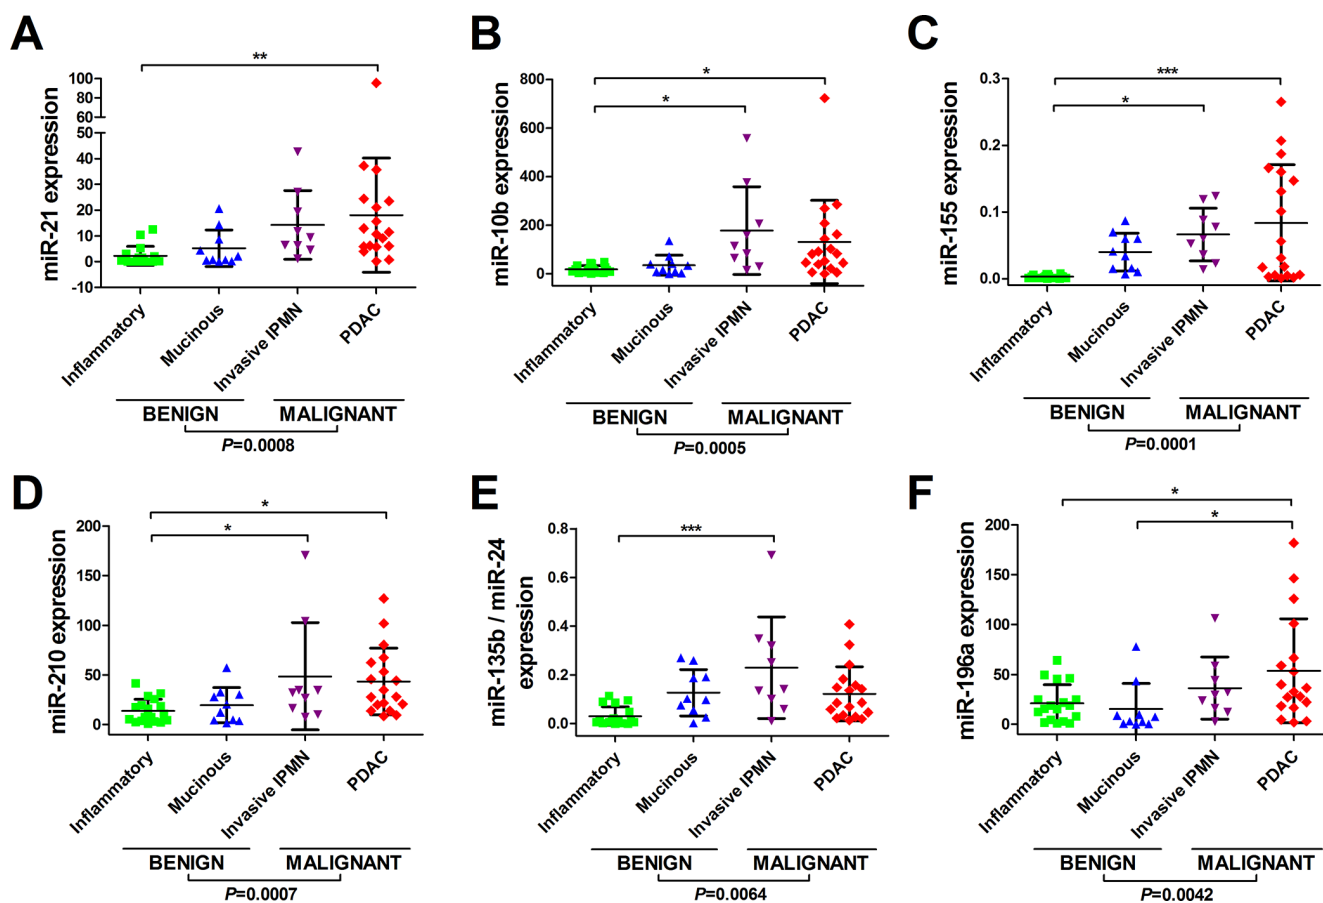 A
**
miR-21 expression
100
80
60
50
40
30
20
10
0
-10
Inflammatory
Mucinous
Invasive IPMN
PDAC
BENIGN
MALIGNANT
P=0.0008
B
*
*
miR-10b expression
800
600
400
200
0
Inflammatory
Mucinous
Invasive IPMN
PDAC
BENIGN
MALIGNANT
P=0.0005
C
***
*
miR-155 expression
0.3
0.2
0.1
0.0
Inflammatory
Mucinous
Invasive IPMN
PDAC
BENIGN
MALIGNANT
P=0.0001
D
*
*
miR-210 expression
200
150
100
50
0
Inflammatory
Mucinous
Invasive IPMN
PDAC
BENIGN
MALIGNANT
P=0.0007
E
***
miR-135b / miR-24
expression
0.8
0.6
0.4
0.2
0.0
Inflammatory
Mucinous
Invasive IPMN
PDAC
BENIGN
MALIGNANT
P=0.0064
F
*
*
miR-196a expression
200
150
100
50
0
Inflammatory
Mucinous
Invasive IPMN
PDAC
BENIGN
MALIGNANT
P=0.0042